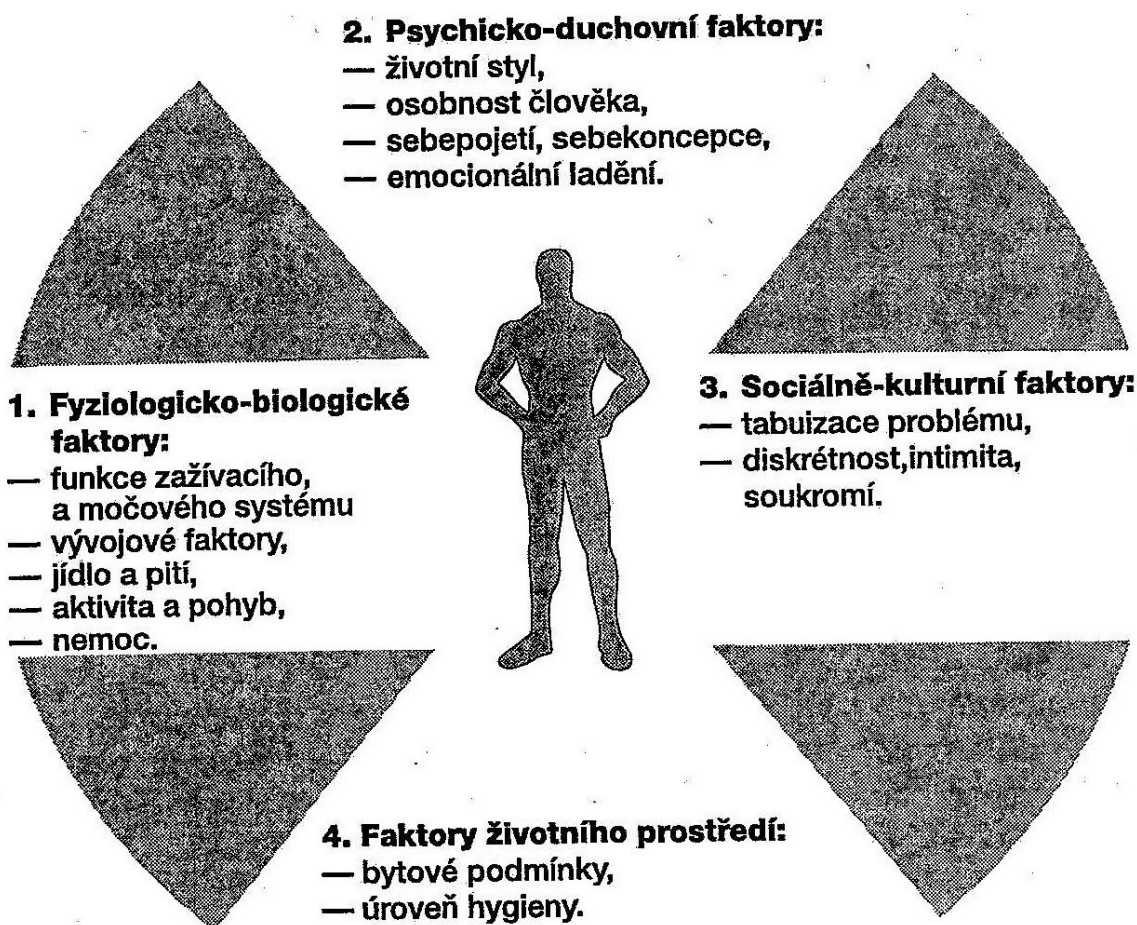 2. Psychicko-duchovní faktory:
— životní styl,
— osobnost člověka,
— sebepojetí, sebekoncepce,
— emocionální ladění.
1. Fyziologicko-biologické
faktory:
— funkce zažívacího,
a močového systému
— vývojové faktory,
— jídlo a pití,
— aktivita a pohyb,
— nemoc.
3. Sociálně-kulturní faktory:
— tabuizace problému,
— diskrétnost,intimita,
soukromí.
4. Faktory životního prostředí:
— bytové podmínky,
— úroveň hygieny.